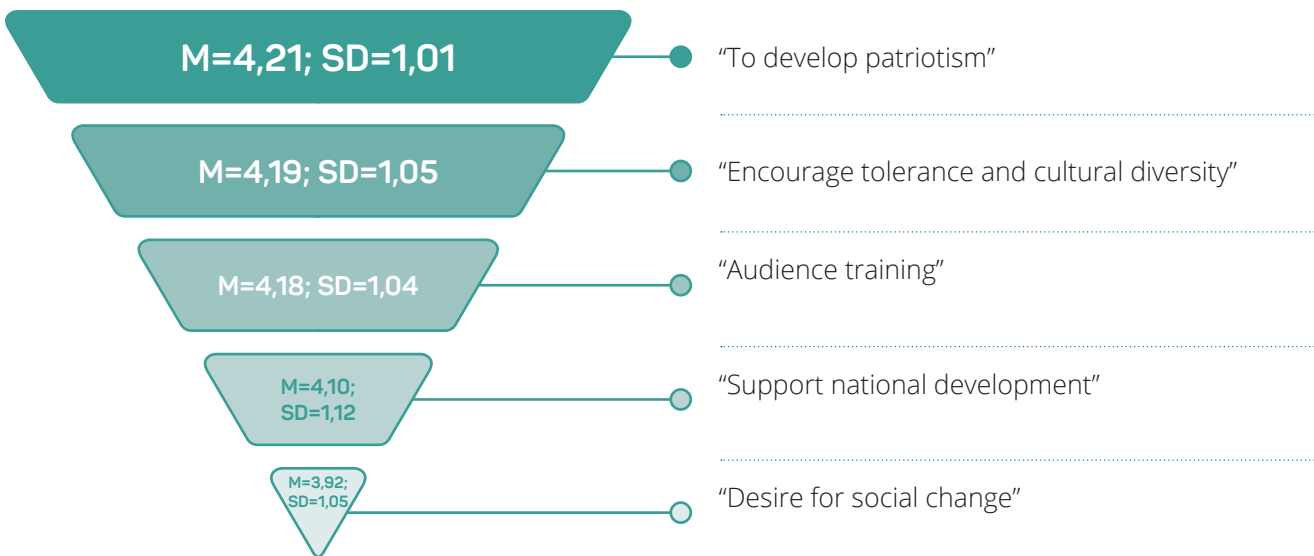 M=4,21; SD=1,01
“To develop patriotism”
M=4,19; SD=1,05
“Encourage tolerance and cultural diversity”
M=4,18; SD=1,04
“Audience training”
M=4,10;
SD=1,12
“Support national development”
M=3,92;
SD=1,05
“Desire for social change”